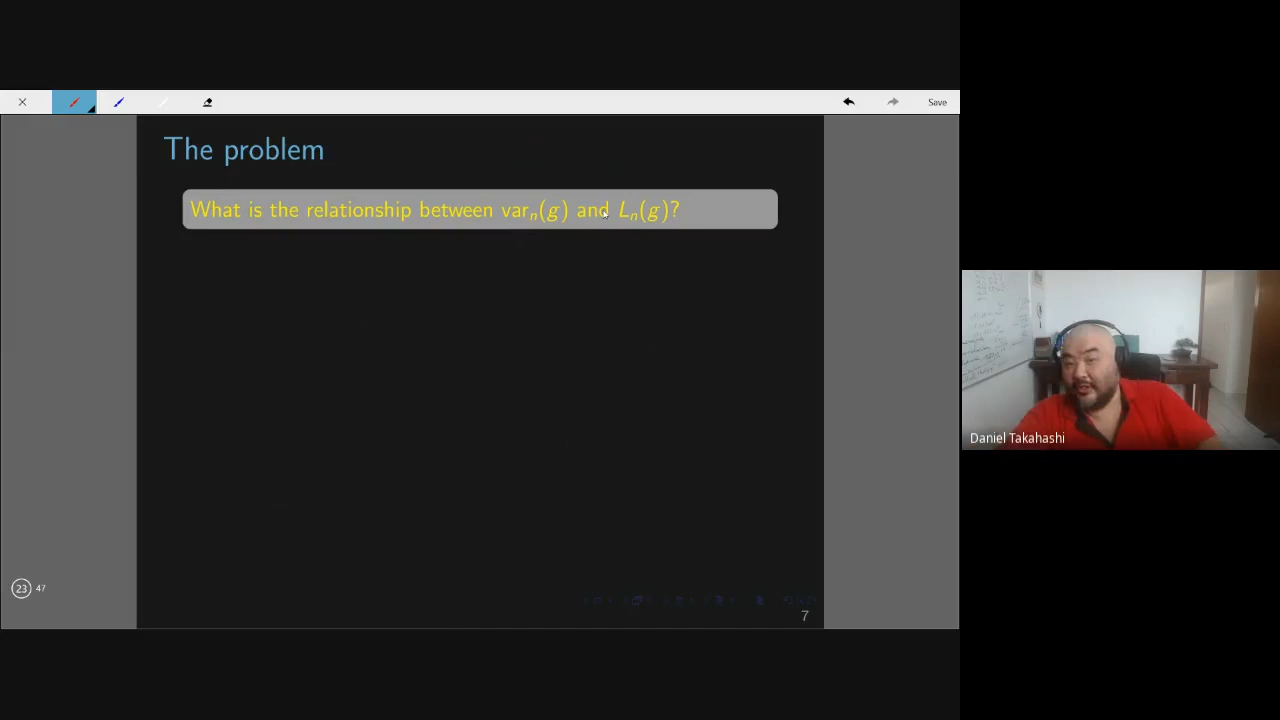 Save
The problem
What is the relationship between varₙ(g) and Lₙ(g)?
23 47
7
Daniel Takahashi